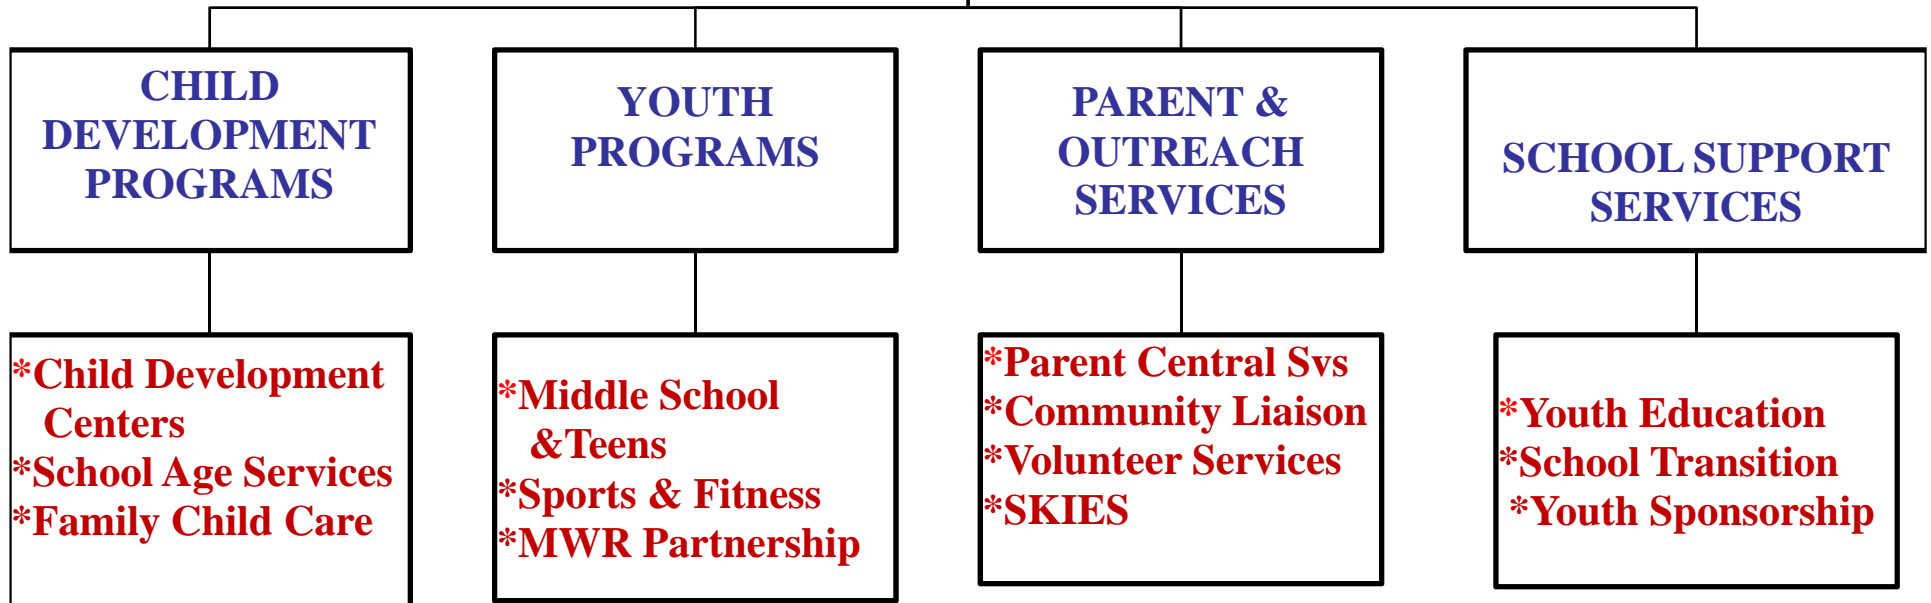 CHILD
DEVELOPMENT
PROGRAMS
YOUTH
PROGRAMS
PARENT &
OUTREACH
SERVICES
SCHOOL SUPPORT
SERVICES
*Child Development
Centers
*School Age Services
*Family Child Care
*Middle School
&Teens
*Sports & Fitness
*MWR Partnership
*Parent Central Svs
*Community Liaison
*Volunteer Services
*SKIES
*Youth Education
*School Transition
*Youth Sponsorship